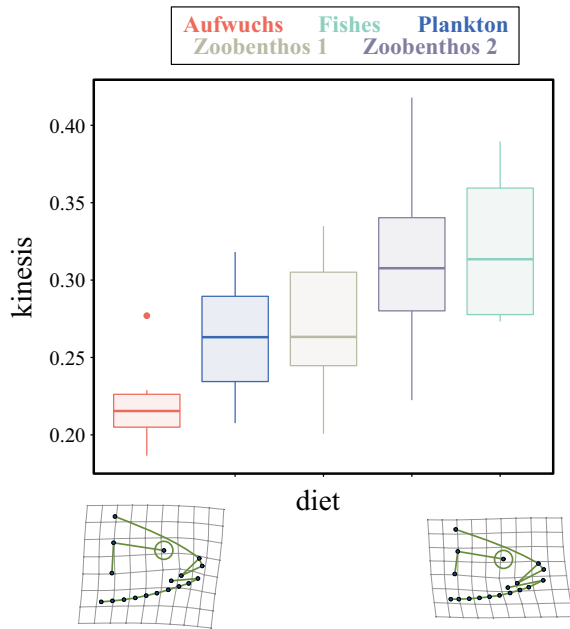 Aufwuchs Fishes Plankton
Zoobenthos 1 Zoobenthos 2
0.40
0.35
0.30
0.25
0.20
kinesis
diet